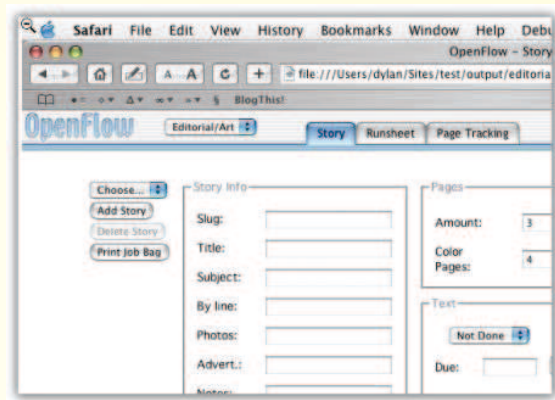 Safari File Edit View History Bookmarks Window Help Debu
OpenFlow – Story
A A file:///Users/dylan/Sites/test/output/editoria
§ BlogThis!
OpenFlow Editorial/Art Story Runsheet Page Tracking
Choose...
Add Story
Delete Story
Print Job Bag
Story Info
Slug:
Title:
Subject:
By line:
Photos:
Advert.:
Notes:
Pages
Amount: 3
Color Pages: 4
Text
Not Done
Due: